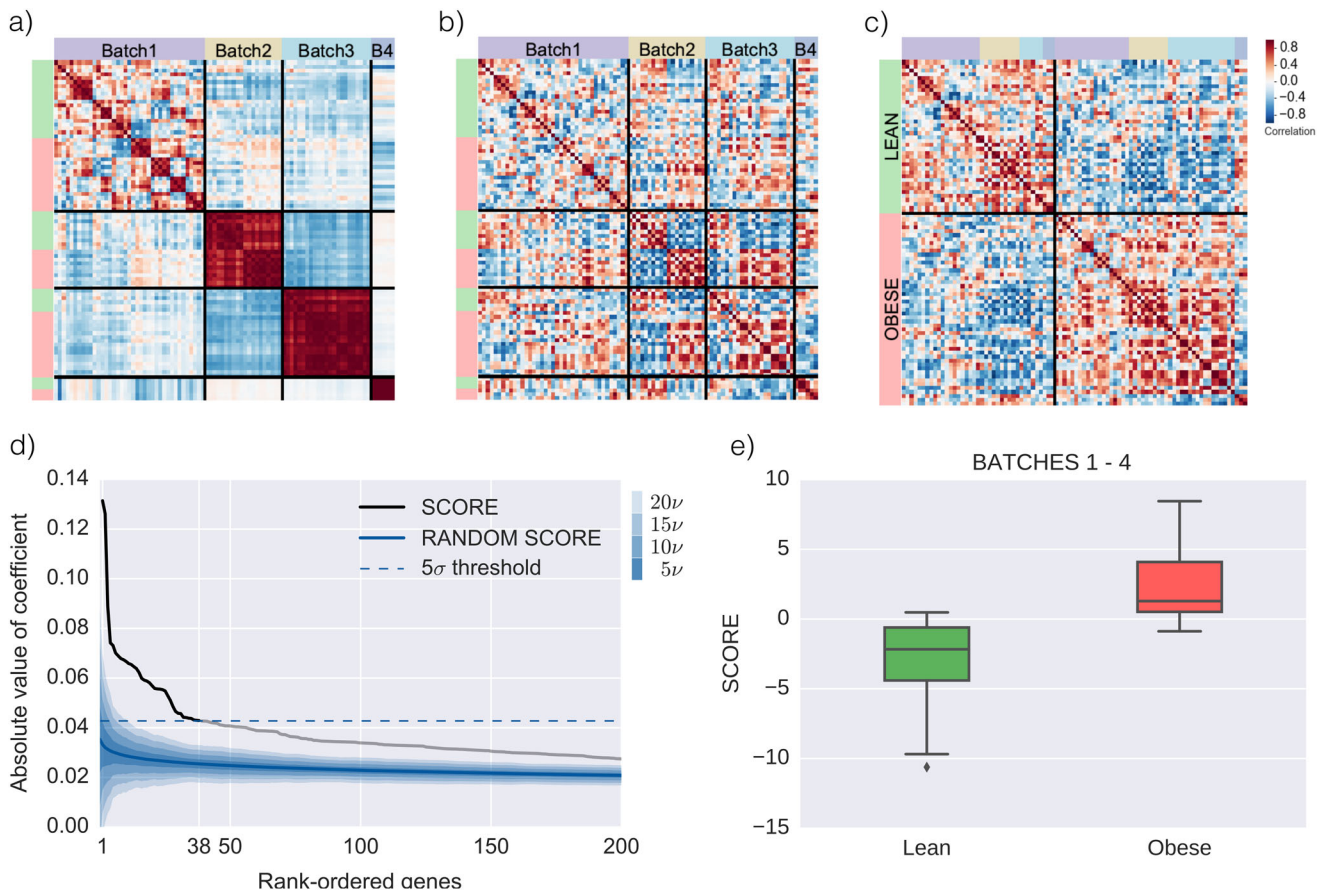 a)
Batch1 Batch2 Batch3 B4
b)
Batch1 Batch2 Batch3 B4
c)
LEAN
OBESE
0.8
0.4
0.0
−0.4
−0.8
Correlation
d)
0.14
0.12
0.10
0.08
0.06
0.04
0.02
0.00
Absolute value of coefficient
SCORE
RANDOM SCORE
5σ threshold
20ν
15ν
10ν
5ν
1 38 50 100 150 200
Rank-ordered genes
e)
BATCHES 1 - 4
10
5
0
−5
−10
−15
SCORE
Lean Obese